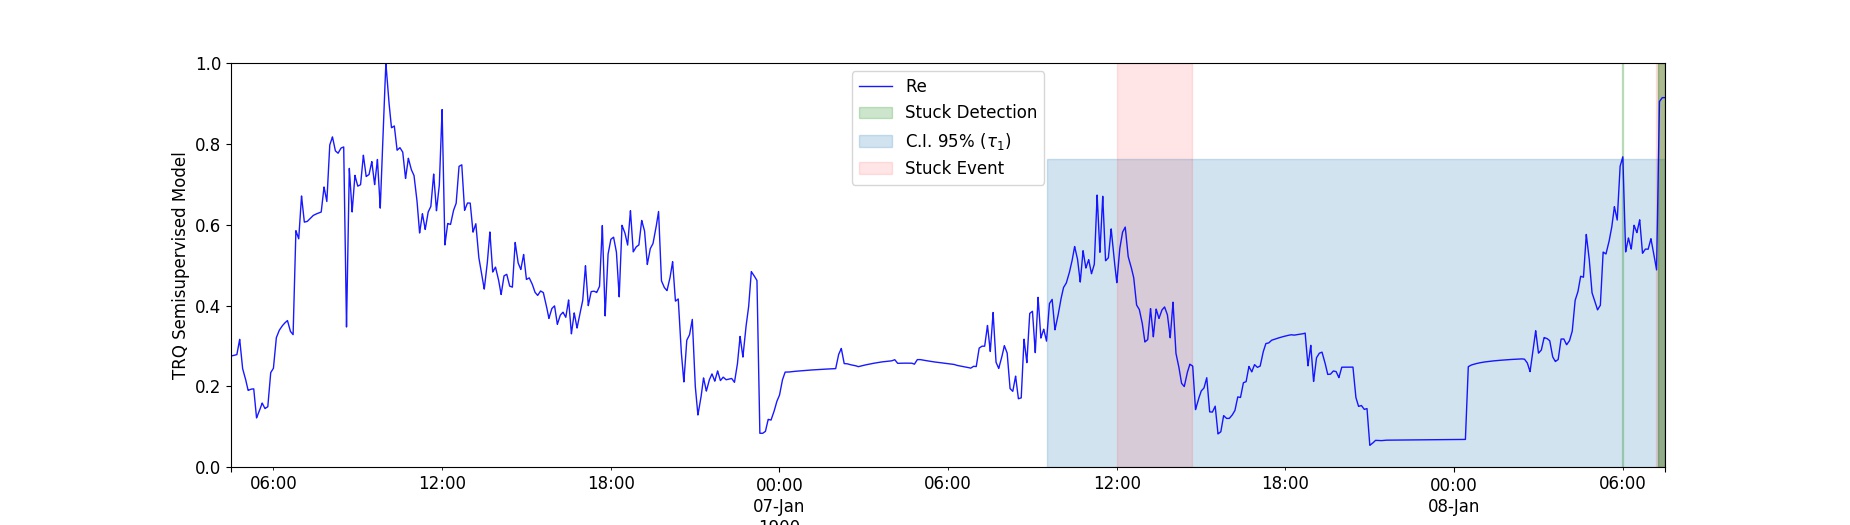 TRQ Semisupervised Model
1.0
0.8
0.6
0.4
0.2
0.0
Re
Stuck Detection
C.I. 95% (τ₁)
Stuck Event
06:00
12:00
18:00
00:00
06:00
12:00
18:00
00:00
06:00
07-Jan
08-Jan
1900